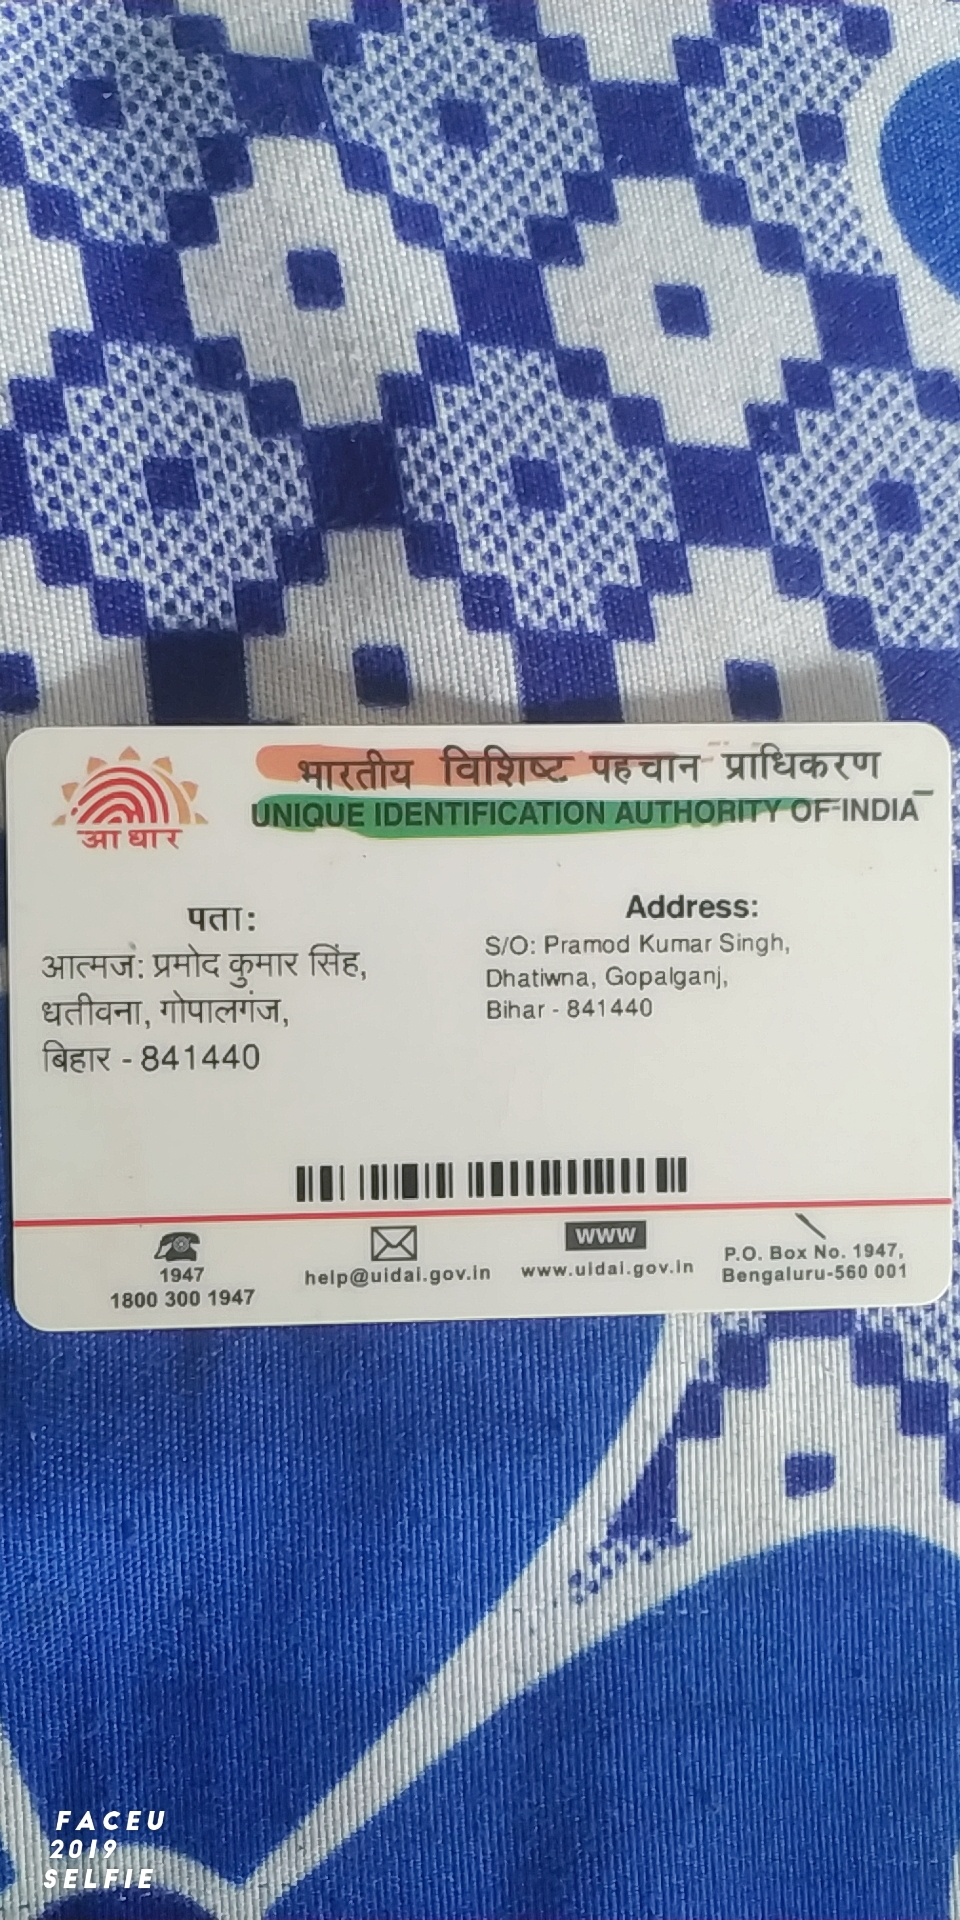 भारतीय विशिष्ट पहचान प्राधिकरण
UNIQUE IDENTIFICATION AUTHORITY OF INDIA
आधार
पता:
आत्मजं: प्रमोद कुमार सिंह,
धतीवना, गोपालगंज,
बिहार - 841440
Address:
S/O: Pramod Kumar Singh,
Dhatiwna, Gopalganj,
Bihar - 841440
1947
1800 300 1947
help@uidai.gov.in
WWW
www.uidai.gov.in
P.O. Box No. 1947,
Bengaluru-560 001
FACEU
2019
SELFIE